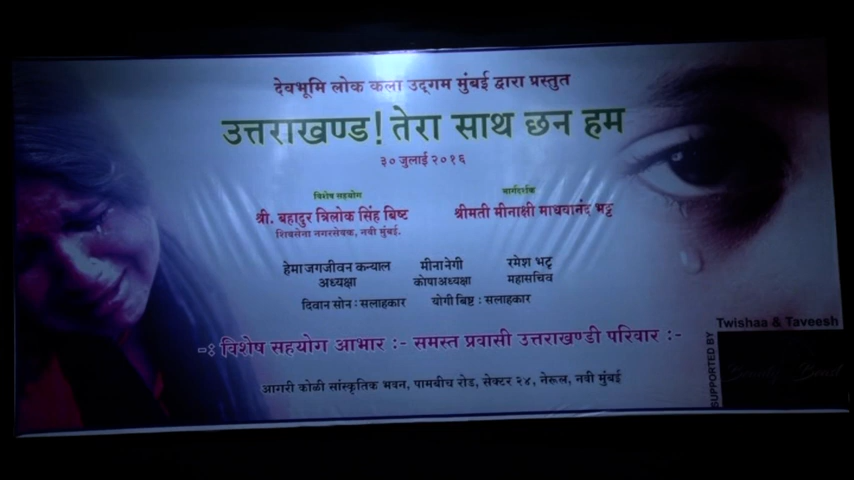 देवभूमि लोक कला उद्‌गम मुंबई द्वारा प्रस्तुत
उत्तराखण्ड! तेरा साथ छन हम
३० जुलाई २०१६
विशेष सहयोग
मार्गदर्शक
श्री. बहादुर त्रिलोक सिंह बिष्ट
श्रीमती मीनाक्षी माधवानंद भट्ट
शिवसेना नगरसेवक, नवी मुंबई.
हेमा जगजीवन कन्याल
मीना नेगी
रमेश भट्ट
अध्यक्षा
कोषाअध्यक्षा
महासचिव
दिवान सोन : सलाहकार
योगी बिष्ट : सलाहकार
-: विशेष सहयोग आभार :- समस्त प्रवासी उत्तराखण्डी परिवार :-
आगरी कोळी सांस्कृतिक भवन, पामबीच रोड, सेक्टर २४, नेरूल, नवी मुंबई
Twishaa & Taveesh
SUPPORTED BY